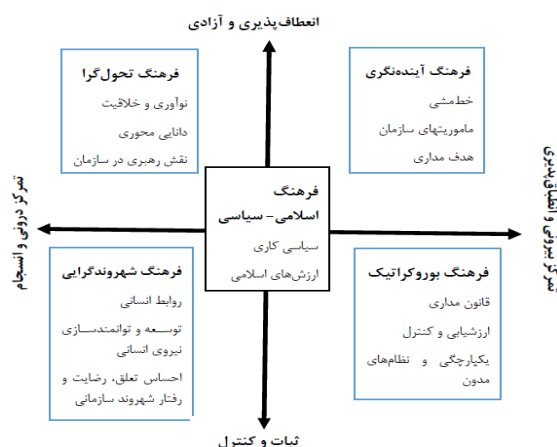 انعطاف‌پذیری و آزادی
فرهنگ آینده‌نگری
خط‌مشی
ماموریتهای سازمان
هدف مداری
فرهنگ تحول‌گرا
نوآوری و خلاقیت
دانایی محوری
نقش رهبری در سازمان
تمرکز بیرونی و انطباق‌پذیری
فرهنگ
اسلامی – سیاسی
سیاسی کاری
ارزش‌های اسلامی
تمرکز درونی و انسجام
فرهنگ بوروکراتیک
قانون مداری
ارزشیابی و کنترل
یکپارچگی و نظام‌های
مدون
فرهنگ شهروندگرایی
روابط انسانی
توسعه و توانمندسازی
نیروی انسانی
احساس تعلق، رضایت و
رفتار شهروند سازمانی
ثبات و کنترل